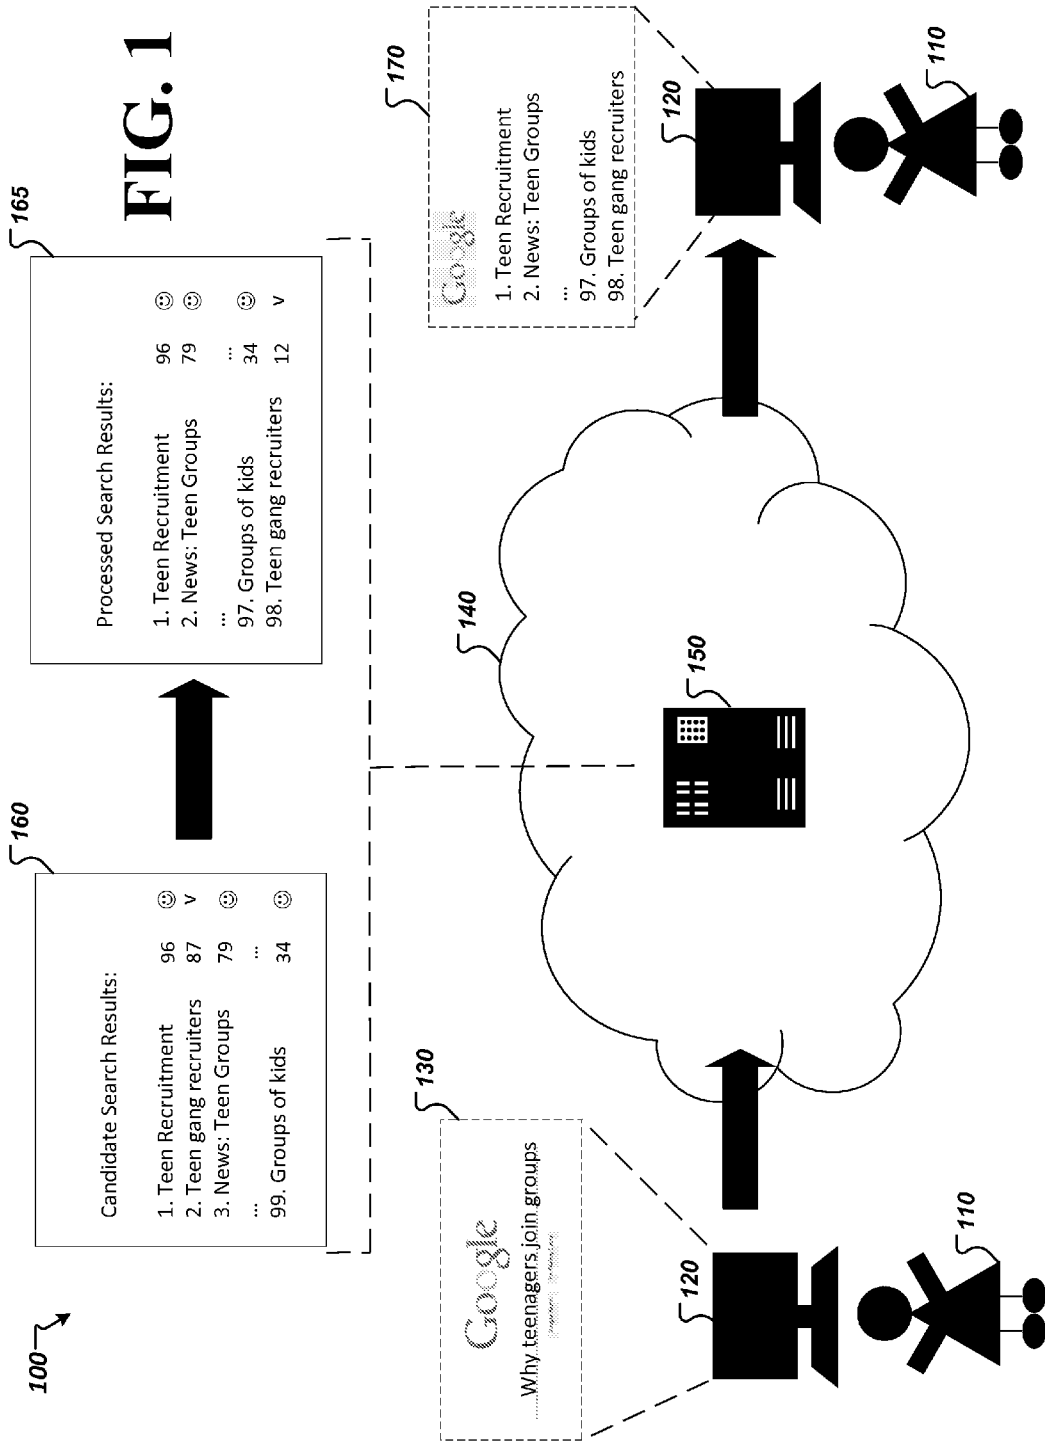 FIG. 1
100
160
Candidate Search Results:
1. Teen Recruitment 96 ☺
2. Teen gang recruiters 87 v
3. News: Teen Groups 79 ☺
... ...
99. Groups of kids 34 ☺
165
Processed Search Results:
1. Teen Recruitment 96 ☺
2. News: Teen Groups 79 ☺
... ...
97. Groups of kids 34 ☺
98. Teen gang recruiters 12 v
130
Google
Why teenagers join groups
140
150
170
Google
1. Teen Recruitment
2. News: Teen Groups
...
97. Groups of kids
98. Teen gang recruiters
120
110
120
110